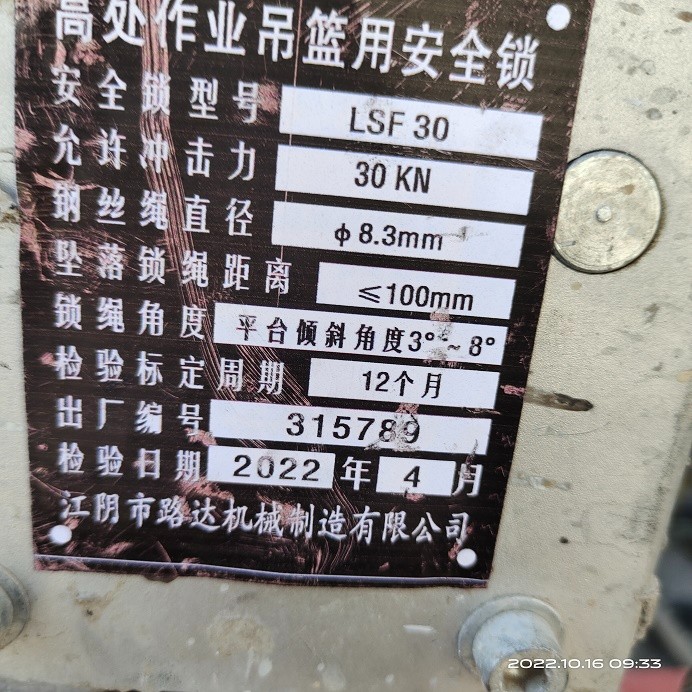 高处作业吊篮用安全锁
安全锁型号 LSF 30
允许冲击力 30 KN
钢丝绳直径 ф8.3mm
坠落锁绳距离 ≤100mm
锁绳角度 平台倾斜角度3°~8°
检验标定周期 12个月
出厂编号 315789
检验日期 2022 年 4 月
江阴市路达机械制造有限公司
2022.10.16 09:33